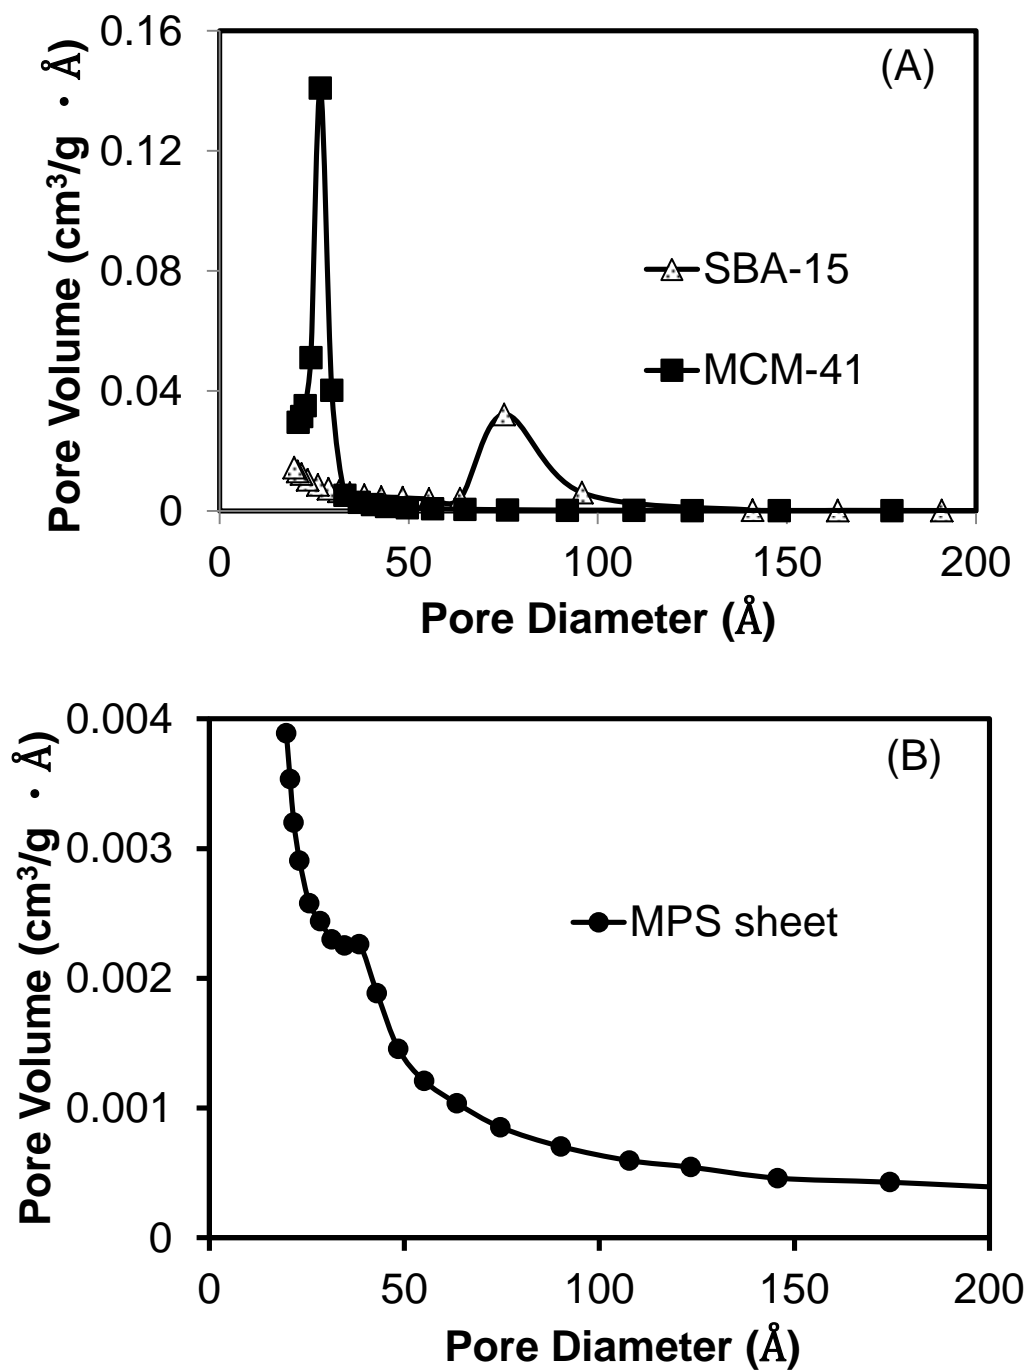 (A)
Pore Volume (cm³/g · Å)
0.16
0.12
0.08
0.04
0
SBA-15
MCM-41
0 50 100 150 200
Pore Diameter (Å)
(B)
Pore Volume (cm³/g · Å)
0.004
0.003
0.002
0.001
0
MPS sheet
0 50 100 150 200
Pore Diameter (Å)